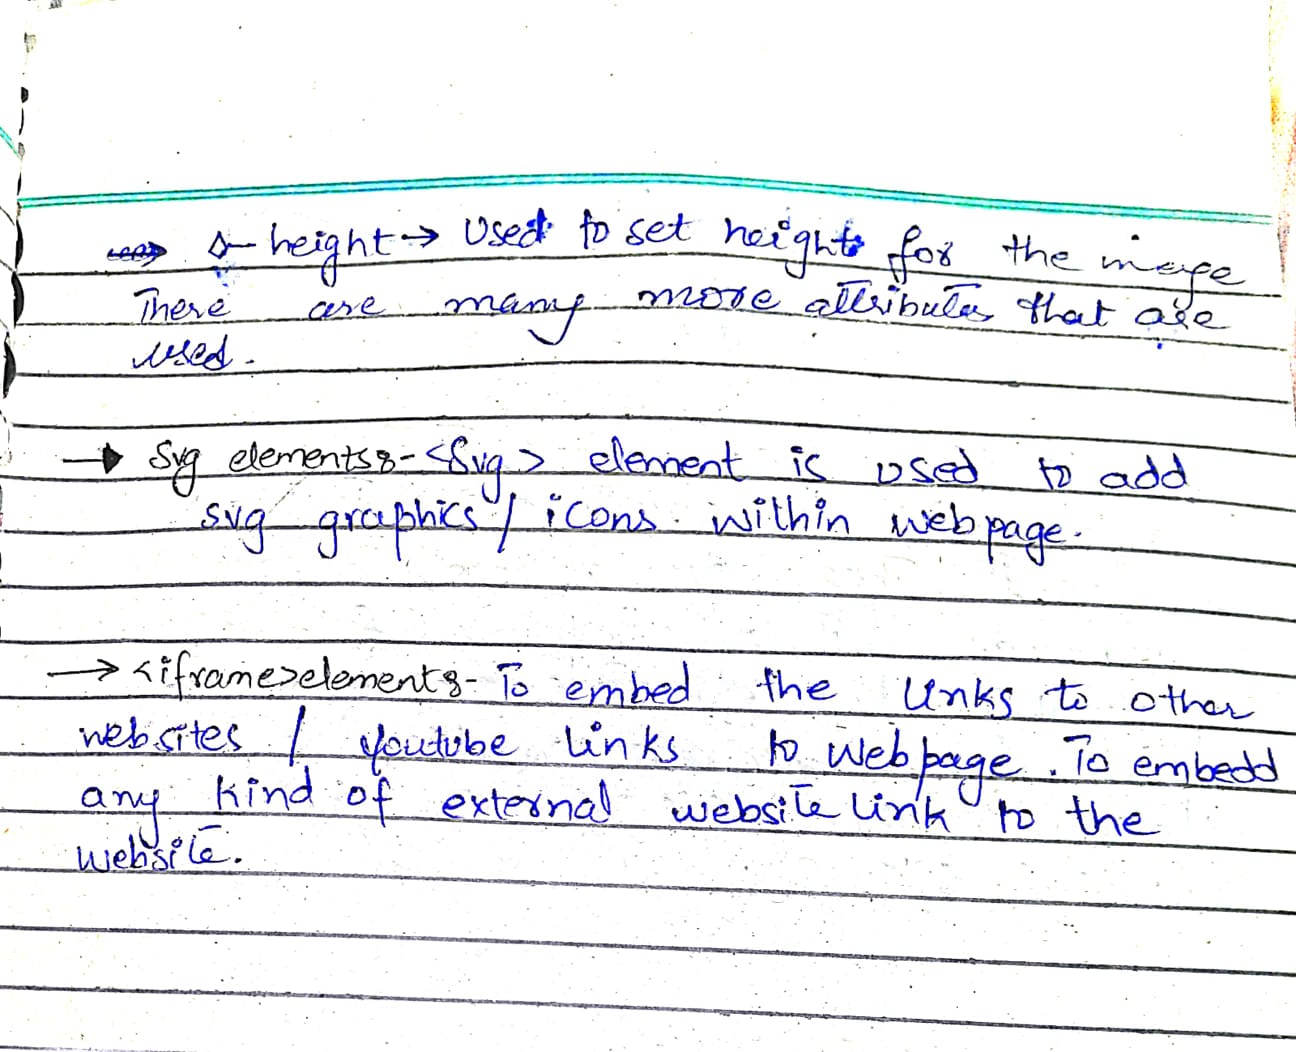 height → Used to set height for the image
There are many more attributes that are
used.
→ Svg elements:- <Svg> element is used to add
svg graphics / icons within webpage.
→ <iframe>element:- To embed the links to other
websites / youtube links to webpage. To embedd
any kind of external website link to the
website.